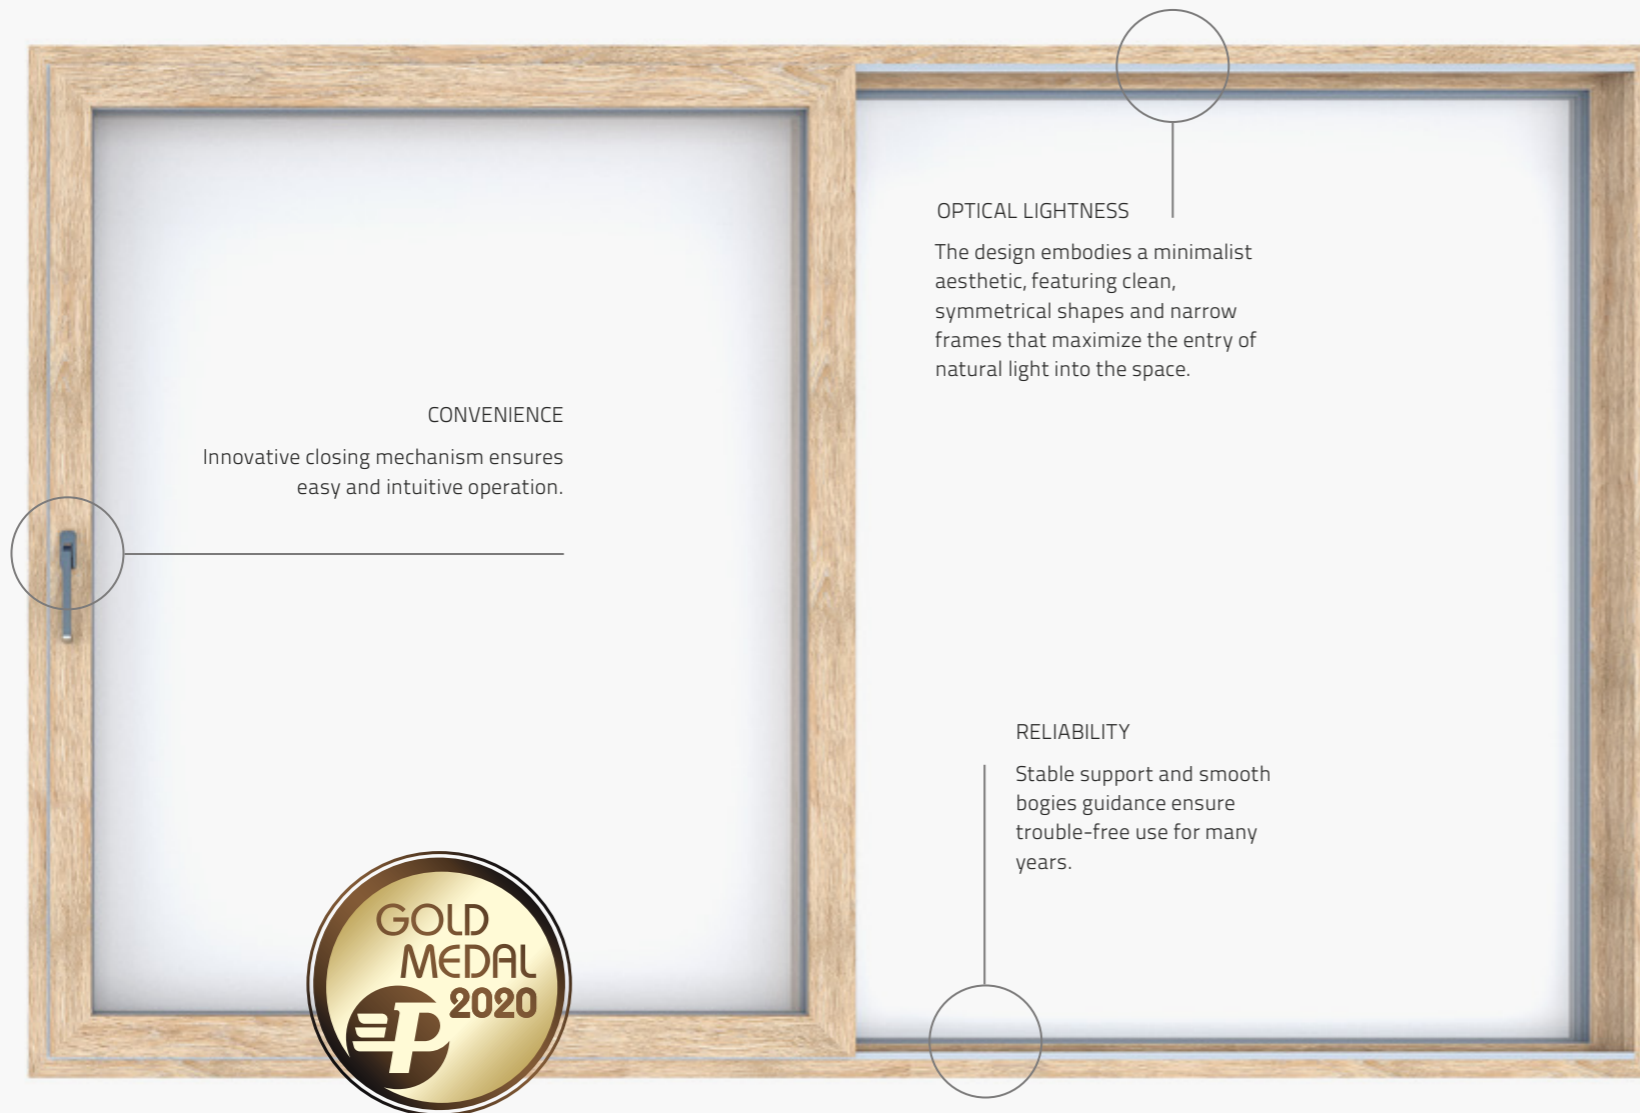 OPTICAL LIGHTNESS
The design embodies a minimalist
aesthetic, featuring clean,
symmetrical shapes and narrow
frames that maximize the entry of
natural light into the space.
CONVENIENCE
Innovative closing mechanism ensures
easy and intuitive operation.
RELIABILITY
Stable support and smooth
bogies guidance ensure
trouble-free use for many
years.
GOLD
MEDAL
2020